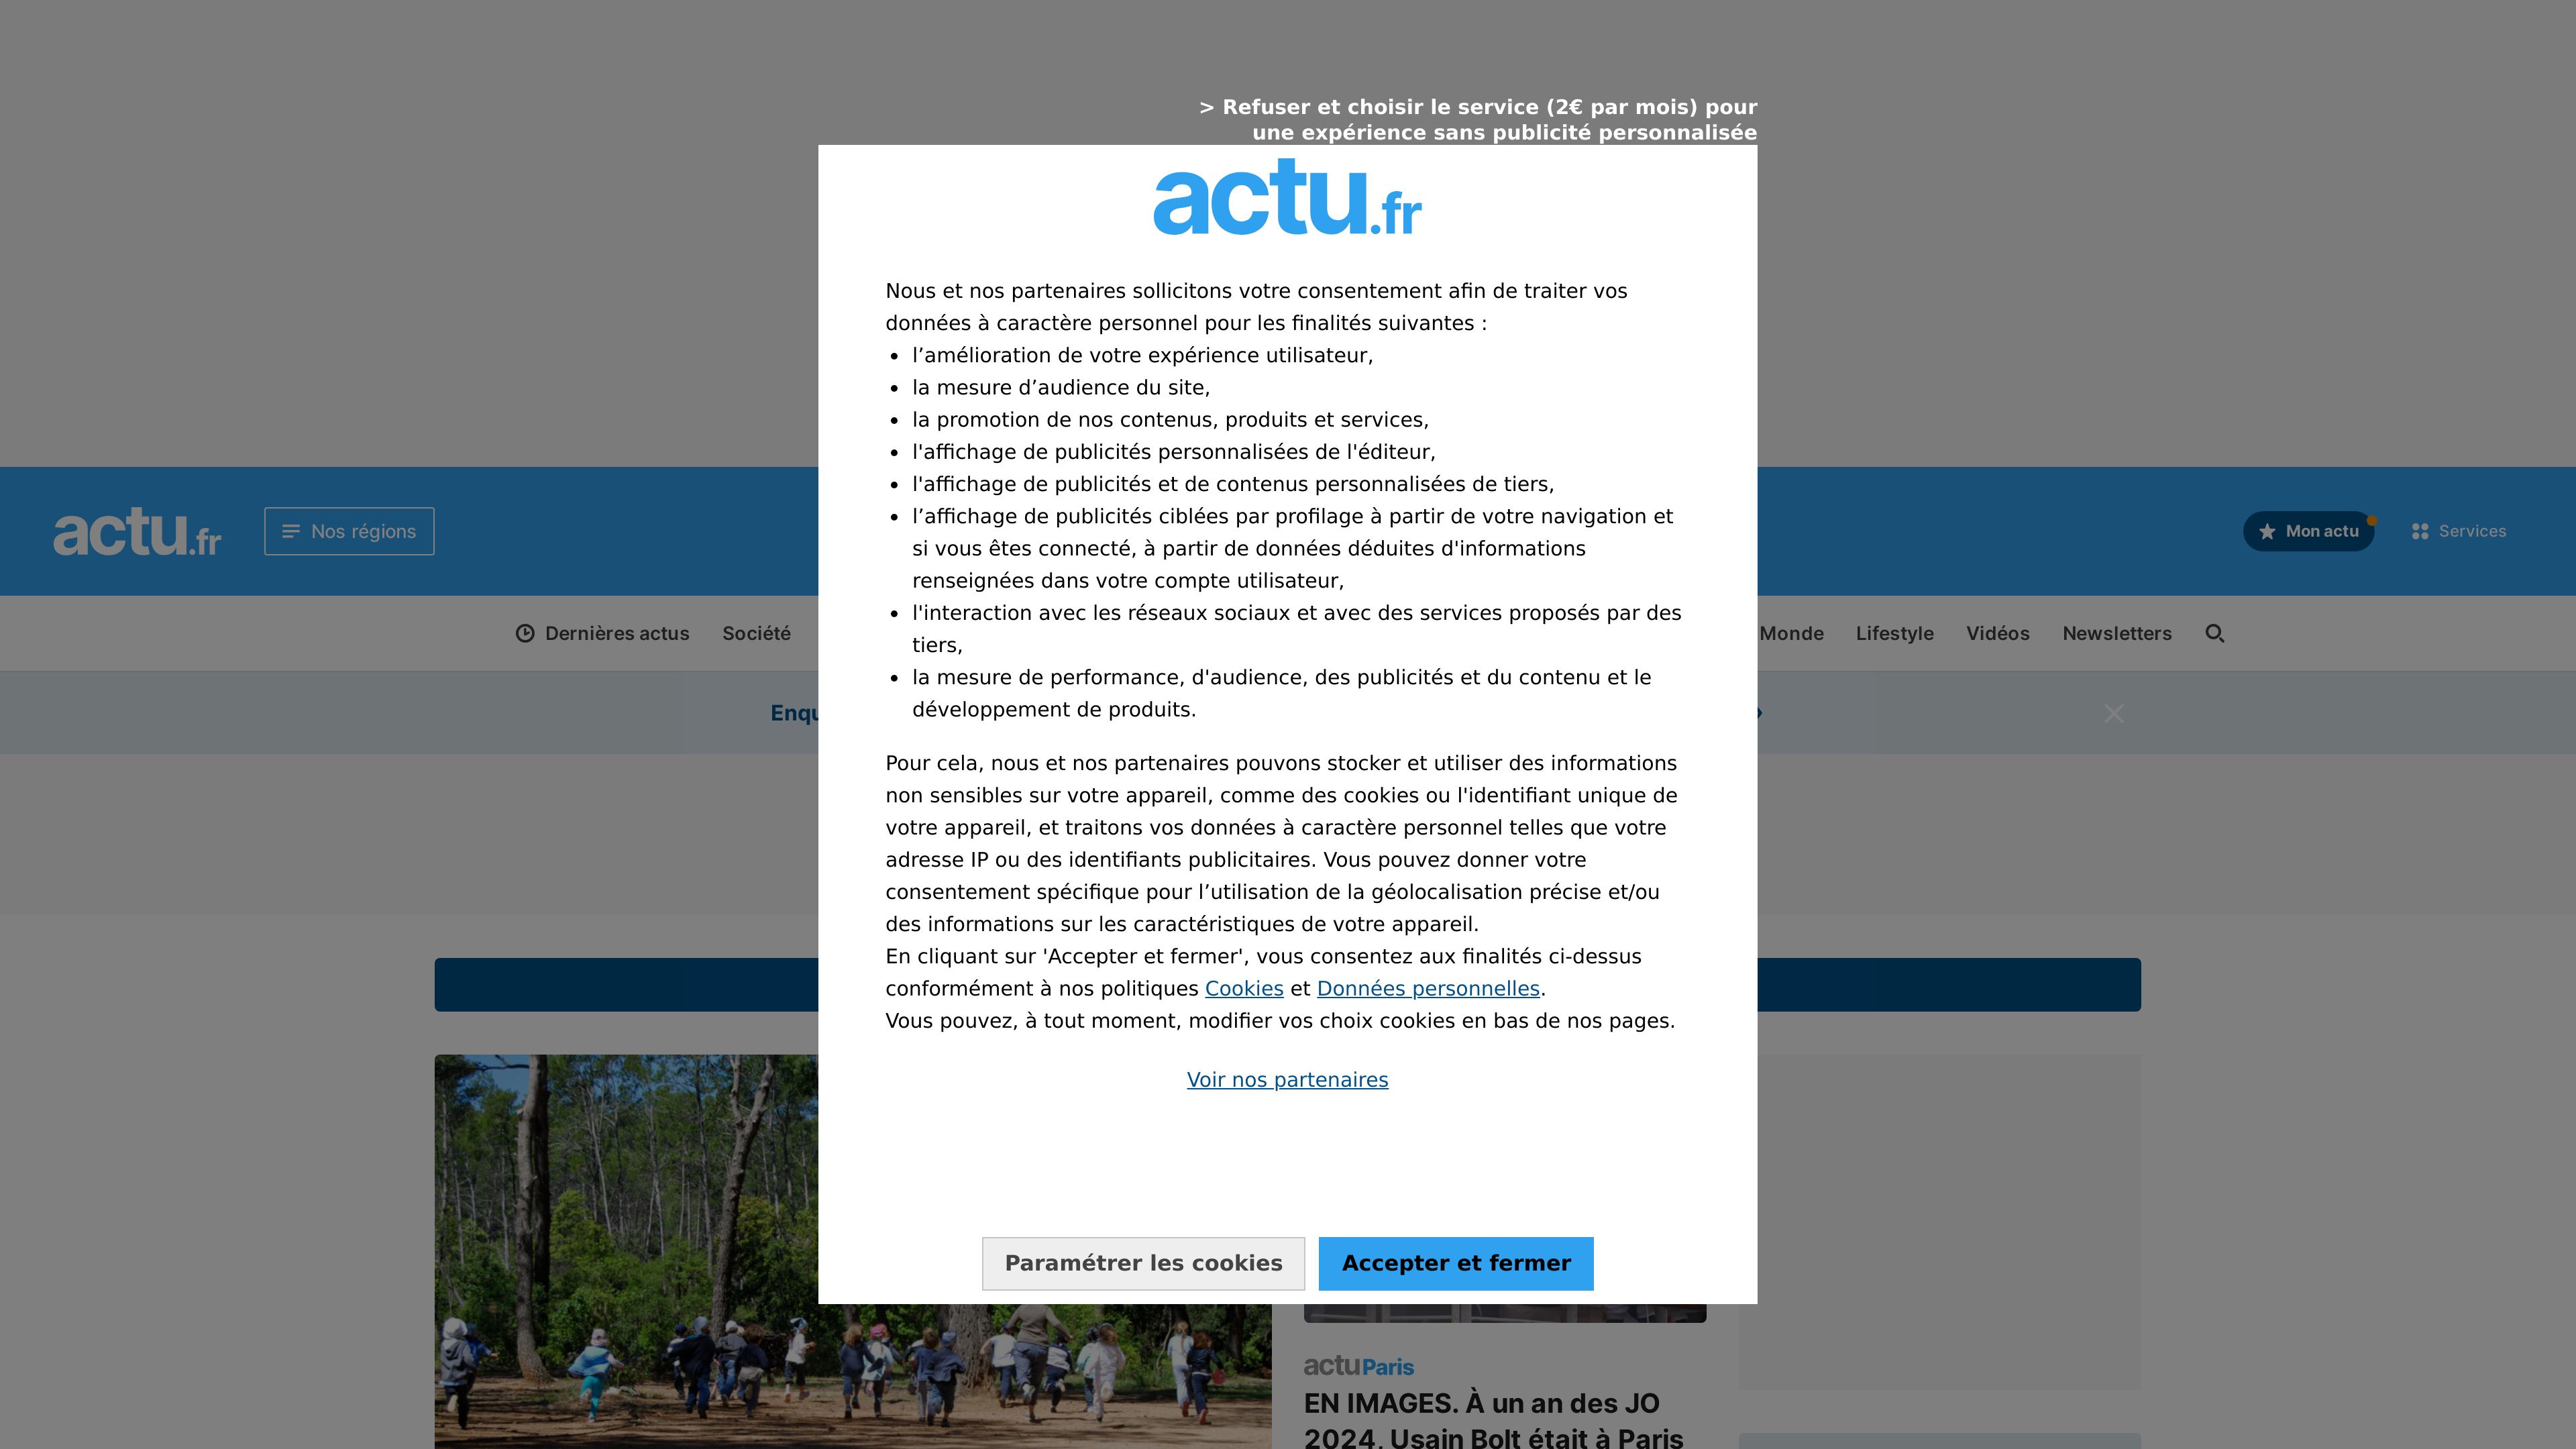 > Refuser et choisir le service (2€ par mois) pour
une expérience sans publicité personnalisée
actu.fr
Nous et nos partenaires sollicitons votre consentement afin de traiter vos
données à caractère personnel pour les finalités suivantes :
• l’amélioration de votre expérience utilisateur,
• la mesure d’audience du site,
• la promotion de nos contenus, produits et services,
• l'affichage de publicités personnalisées de l'éditeur,
• l'affichage de publicités et de contenus personnalisées de tiers,
• l’affichage de publicités ciblées par profilage à partir de votre navigation et
si vous êtes connecté, à partir de données déduites d'informations
renseignées dans votre compte utilisateur,
• l'interaction avec les réseaux sociaux et avec des services proposés par des
tiers,
• la mesure de performance, d'audience, des publicités et du contenu et le
développement de produits.
Pour cela, nous et nos partenaires pouvons stocker et utiliser des informations
non sensibles sur votre appareil, comme des cookies ou l'identifiant unique de
votre appareil, et traitons vos données à caractère personnel telles que votre
adresse IP ou des identifiants publicitaires. Vous pouvez donner votre
consentement spécifique pour l’utilisation de la géolocalisation précise et/ou
des informations sur les caractéristiques de votre appareil.
En cliquant sur 'Accepter et fermer', vous consentez aux finalités ci-dessus
conformément à nos politiques Cookies et Données personnelles.
Vous pouvez, à tout moment, modifier vos choix cookies en bas de nos pages.
Voir nos partenaires
Paramétrer les cookies
Accepter et fermer
actu.fr
Nos régions
Mon actu
Services
Dernières actus
Société
Monde
Lifestyle
Vidéos
Newsletters
actu Paris
EN IMAGES. À un an des JO
2024, Usain Bolt était à Paris